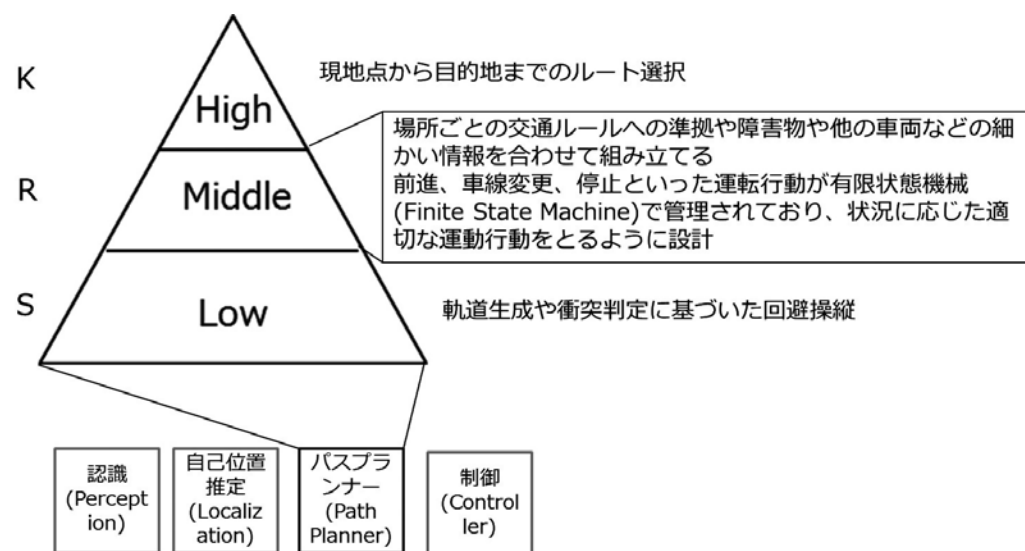 K
現地点から目的地までのルート選択
High
場所ごとの交通ルールへの準拠や障害物や他の車両などの細
かい情報を合わせて組み立てる
前進、車線変更、停止といった運転行動が有限状態機械
(Finite State Machine)で管理されており、状況に応じた適
切な運動行動をとるように設計
R
Middle
S
Low
軌道生成や衝突判定に基づいた回避操縦
認識
(Percept
ion)
自己位置
推定
(Localiz
ation)
パスプラ
ンナー
(Path
Planner)
制御
(Control
ler)